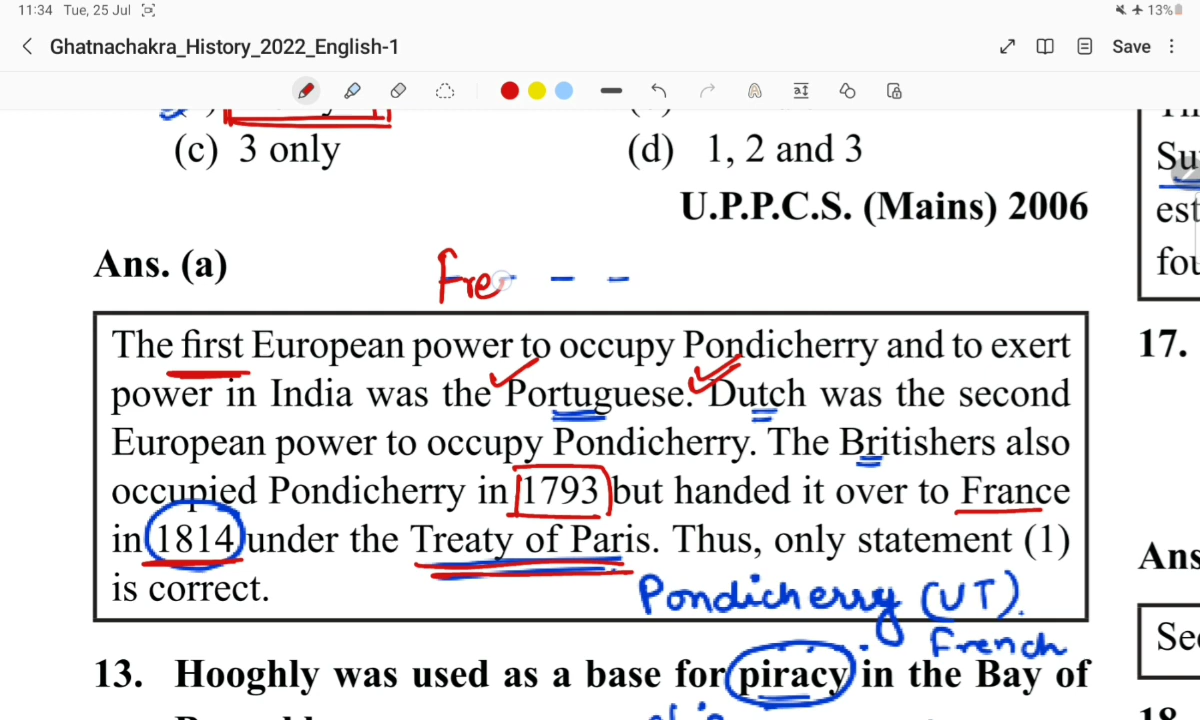 11:34 Tue, 25 Jul
13%
Ghatnachakra_History_2022_English-1
Save
(c) 3 only
(d) 1, 2 and 3
Su
U.P.P.C.S. (Mains) 2006
est
Ans. (a)
Fre
fou
The first European power to occupy Pondicherry and to exert
17.
power in India was the Portuguese. Dutch was the second
European power to occupy Pondicherry. The Britishers also
occupied Pondicherry in 1793 but handed it over to France
in 1814 under the Treaty of Paris. Thus, only statement (1)
Ans
is correct.
Pondicherry (UT).
French
Se
13. Hooghly was used as a base for piracy in the Bay of